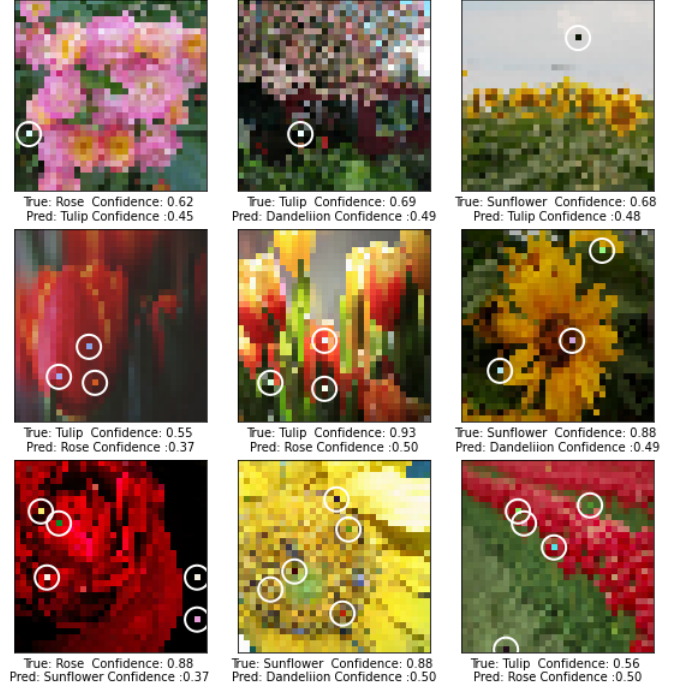 True: Rose  Confidence: 0.62
Pred: Tulip Confidence :0.45
True: Tulip  Confidence: 0.69
Pred: Dandeliion Confidence :0.49
True: Sunflower  Confidence: 0.68
Pred: Tulip Confidence :0.48
True: Tulip  Confidence: 0.55
Pred: Rose Confidence :0.37
True: Tulip  Confidence: 0.93
Pred: Rose Confidence :0.50
True: Sunflower  Confidence: 0.88
Pred: Dandeliion Confidence :0.49
True: Rose  Confidence: 0.88
Pred: Sunflower Confidence :0.37
True: Sunflower  Confidence: 0.88
Pred: Dandeliion Confidence :0.50
True: Tulip  Confidence: 0.56
Pred: Rose Confidence :0.50